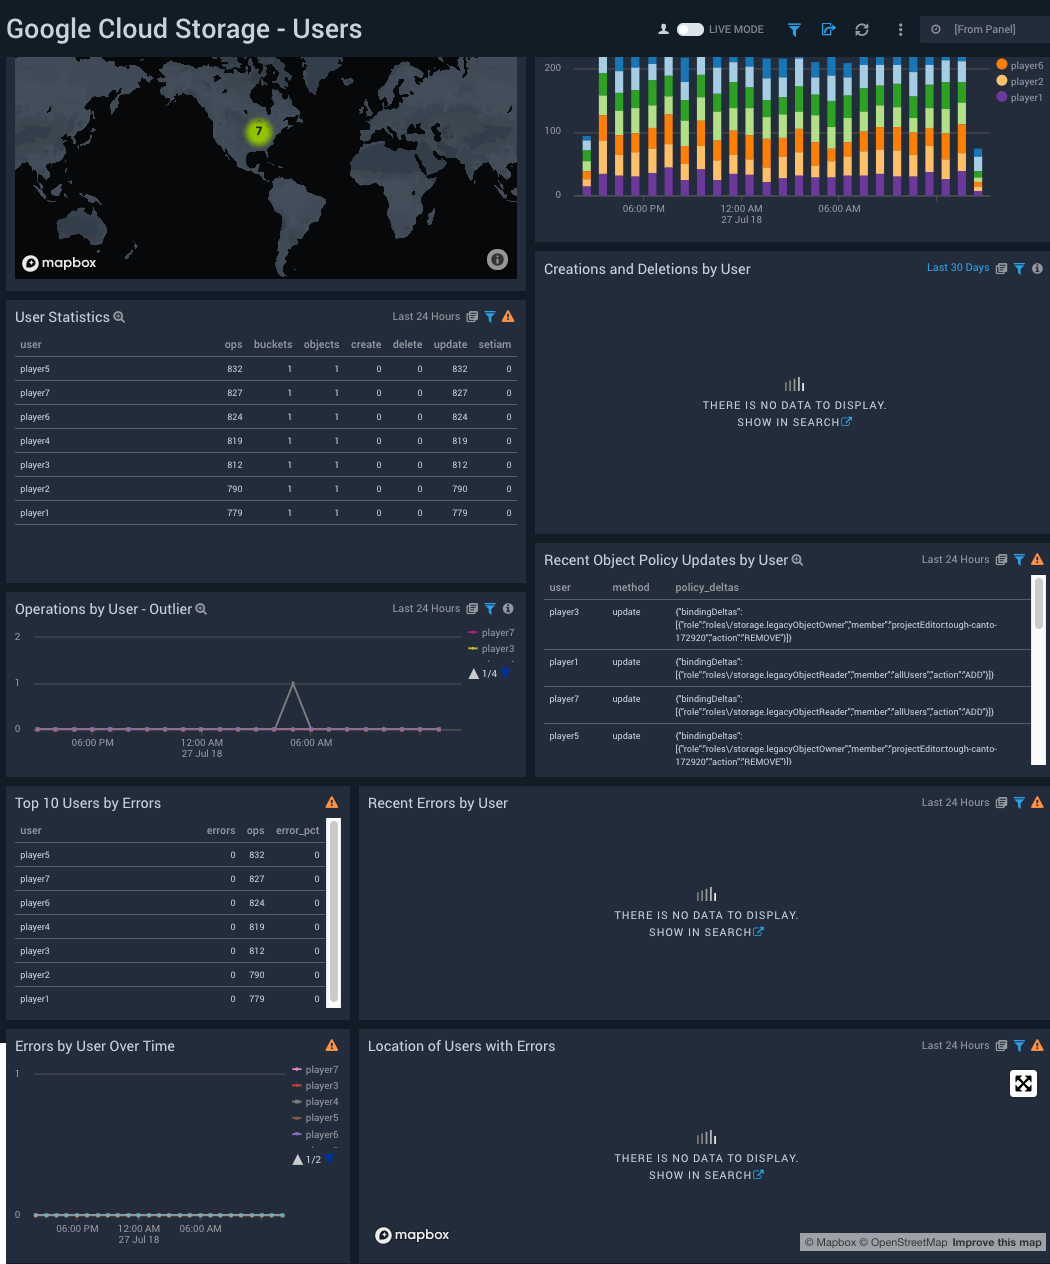 Google Cloud Storage - Users
LIVE MODE
[From Panel]
7
mapbox
200
100
0
06:00 PM
12:00 AM
27 Jul 18
06:00 AM
player6
player2
player1
Creations and Deletions by User
Last 30 Days
THERE IS NO DATA TO DISPLAY.
SHOW IN SEARCH
User Statistics
Last 24 Hours
user ops buckets objects create delete update setiam
player5 832 1 1 0 0 832 0
player7 827 1 1 0 0 827 0
player6 824 1 1 0 0 824 0
player4 819 1 1 0 0 819 0
player3 812 1 1 0 0 812 0
player2 790 1 1 0 0 790 0
player1 779 1 1 0 0 779 0
Recent Object Policy Updates by User
Last 24 Hours
user method policy_deltas
player3 update {"bindingDeltas":
[{"role":"roles\/storage.legacyObjectOwner","member":"projectEditor:tough-canto-
172920","action":"REMOVE"}]}
player1 update {"bindingDeltas":
[{"role":"roles\/storage.legacyObjectReader","member":"allUsers","action":"ADD"}]}
player7 update {"bindingDeltas":
[{"role":"roles\/storage.legacyObjectReader","member":"allUsers","action":"ADD"}]}
player5 update {"bindingDeltas":
[{"role":"roles\/storage.legacyObjectOwner","member":"projectEditor:tough-canto-
172920","action":"REMOVE"}]}
Operations by User - Outlier
Last 24 Hours
2
1
0
06:00 PM
12:00 AM
27 Jul 18
06:00 AM
player7
player3
1/4
Top 10 Users by Errors
user errors ops error_pct
player5 0 832 0
player7 0 827 0
player6 0 824 0
player4 0 819 0
player3 0 812 0
player2 0 790 0
player1 0 779 0
Recent Errors by User
Last 24 Hours
THERE IS NO DATA TO DISPLAY.
SHOW IN SEARCH
Errors by User Over Time
1
0
06:00 PM
12:00 AM
27 Jul 18
06:00 AM
player7
player3
player4
player5
player6
1/2
Location of Users with Errors
Last 24 Hours
THERE IS NO DATA TO DISPLAY.
SHOW IN SEARCH
mapbox
© Mapbox © OpenStreetMap Improve this map